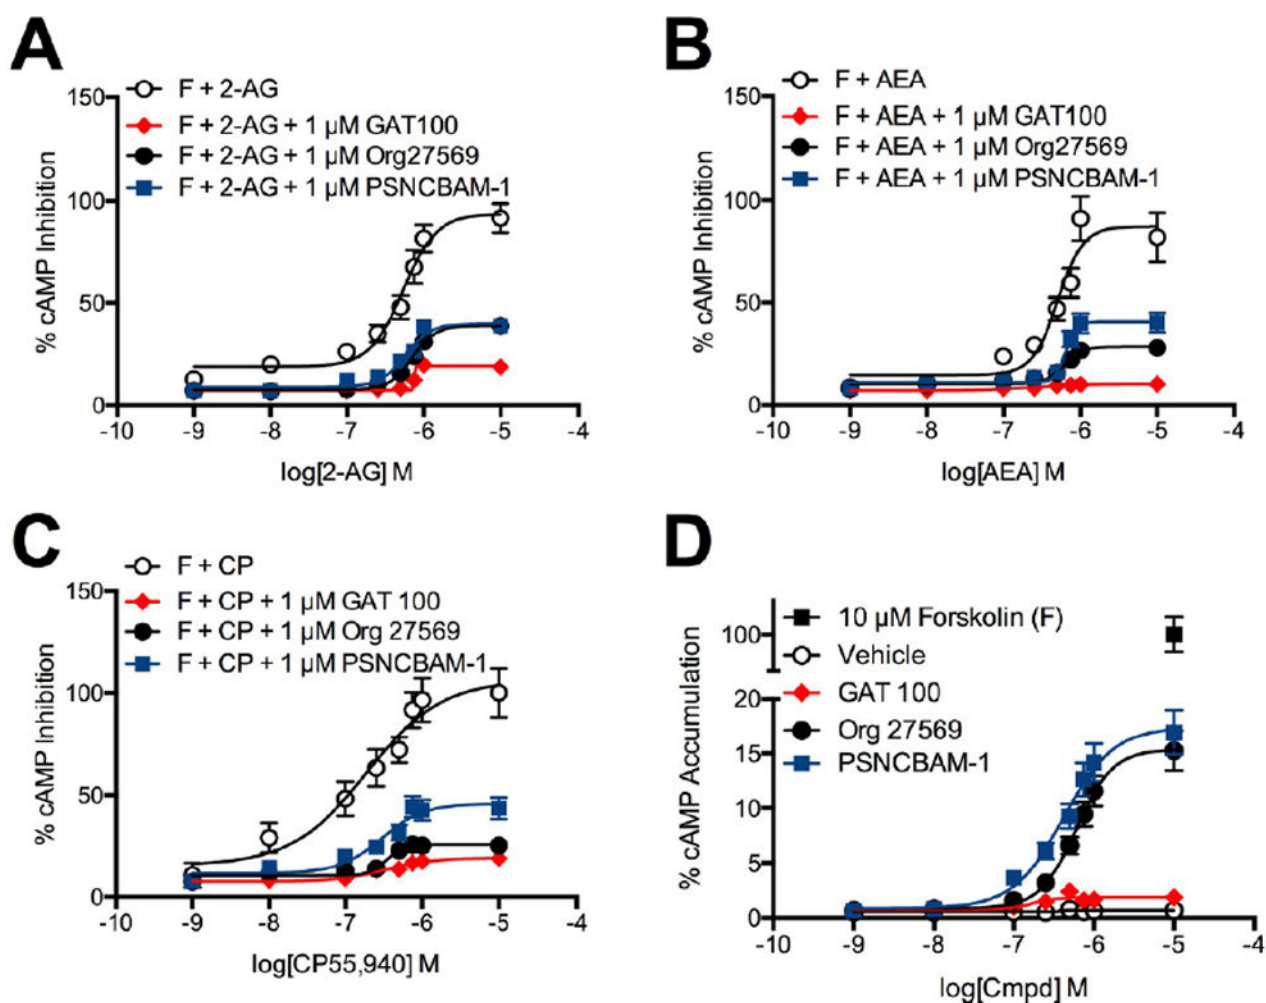 A
F + 2-AG
F + 2-AG + 1 µM GAT100
F + 2-AG + 1 µM Org27569
F + 2-AG + 1 µM PSNCBAM-1
% cAMP Inhibition
150
100
50
0
-10 -9 -8 -7 -6 -5 -4
log[2-AG] M
B
F + AEA
F + AEA + 1 µM GAT100
F + AEA + 1 µM Org27569
F + AEA + 1 µM PSNCBAM-1
% cAMP Inhibition
150
100
50
0
-10 -9 -8 -7 -6 -5 -4
log[AEA] M
C
F + CP
F + CP + 1 µM GAT 100
F + CP + 1 µM Org 27569
F + CP + 1 µM PSNCBAM-1
% cAMP Inhibition
150
100
50
0
-10 -9 -8 -7 -6 -5 -4
log[CP55,940] M
D
10 µM Forskolin (F)
Vehicle
GAT 100
Org 27569
PSNCBAM-1
% cAMP Accumulation
100
20
15
10
5
0
-10 -9 -8 -7 -6 -5 -4
log[Cmpd] M